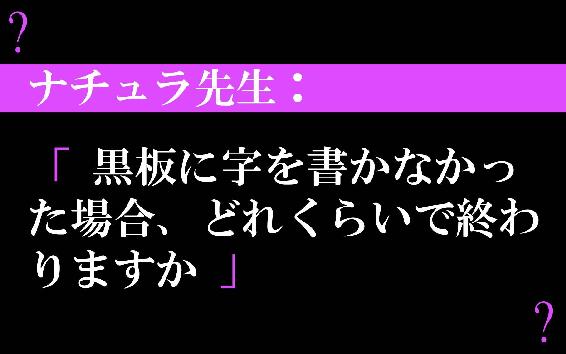 ?
ナチュラ先生：
「 黒板に字を書かなかっ
た場合、どれくらいで終わ
りますか 」
?